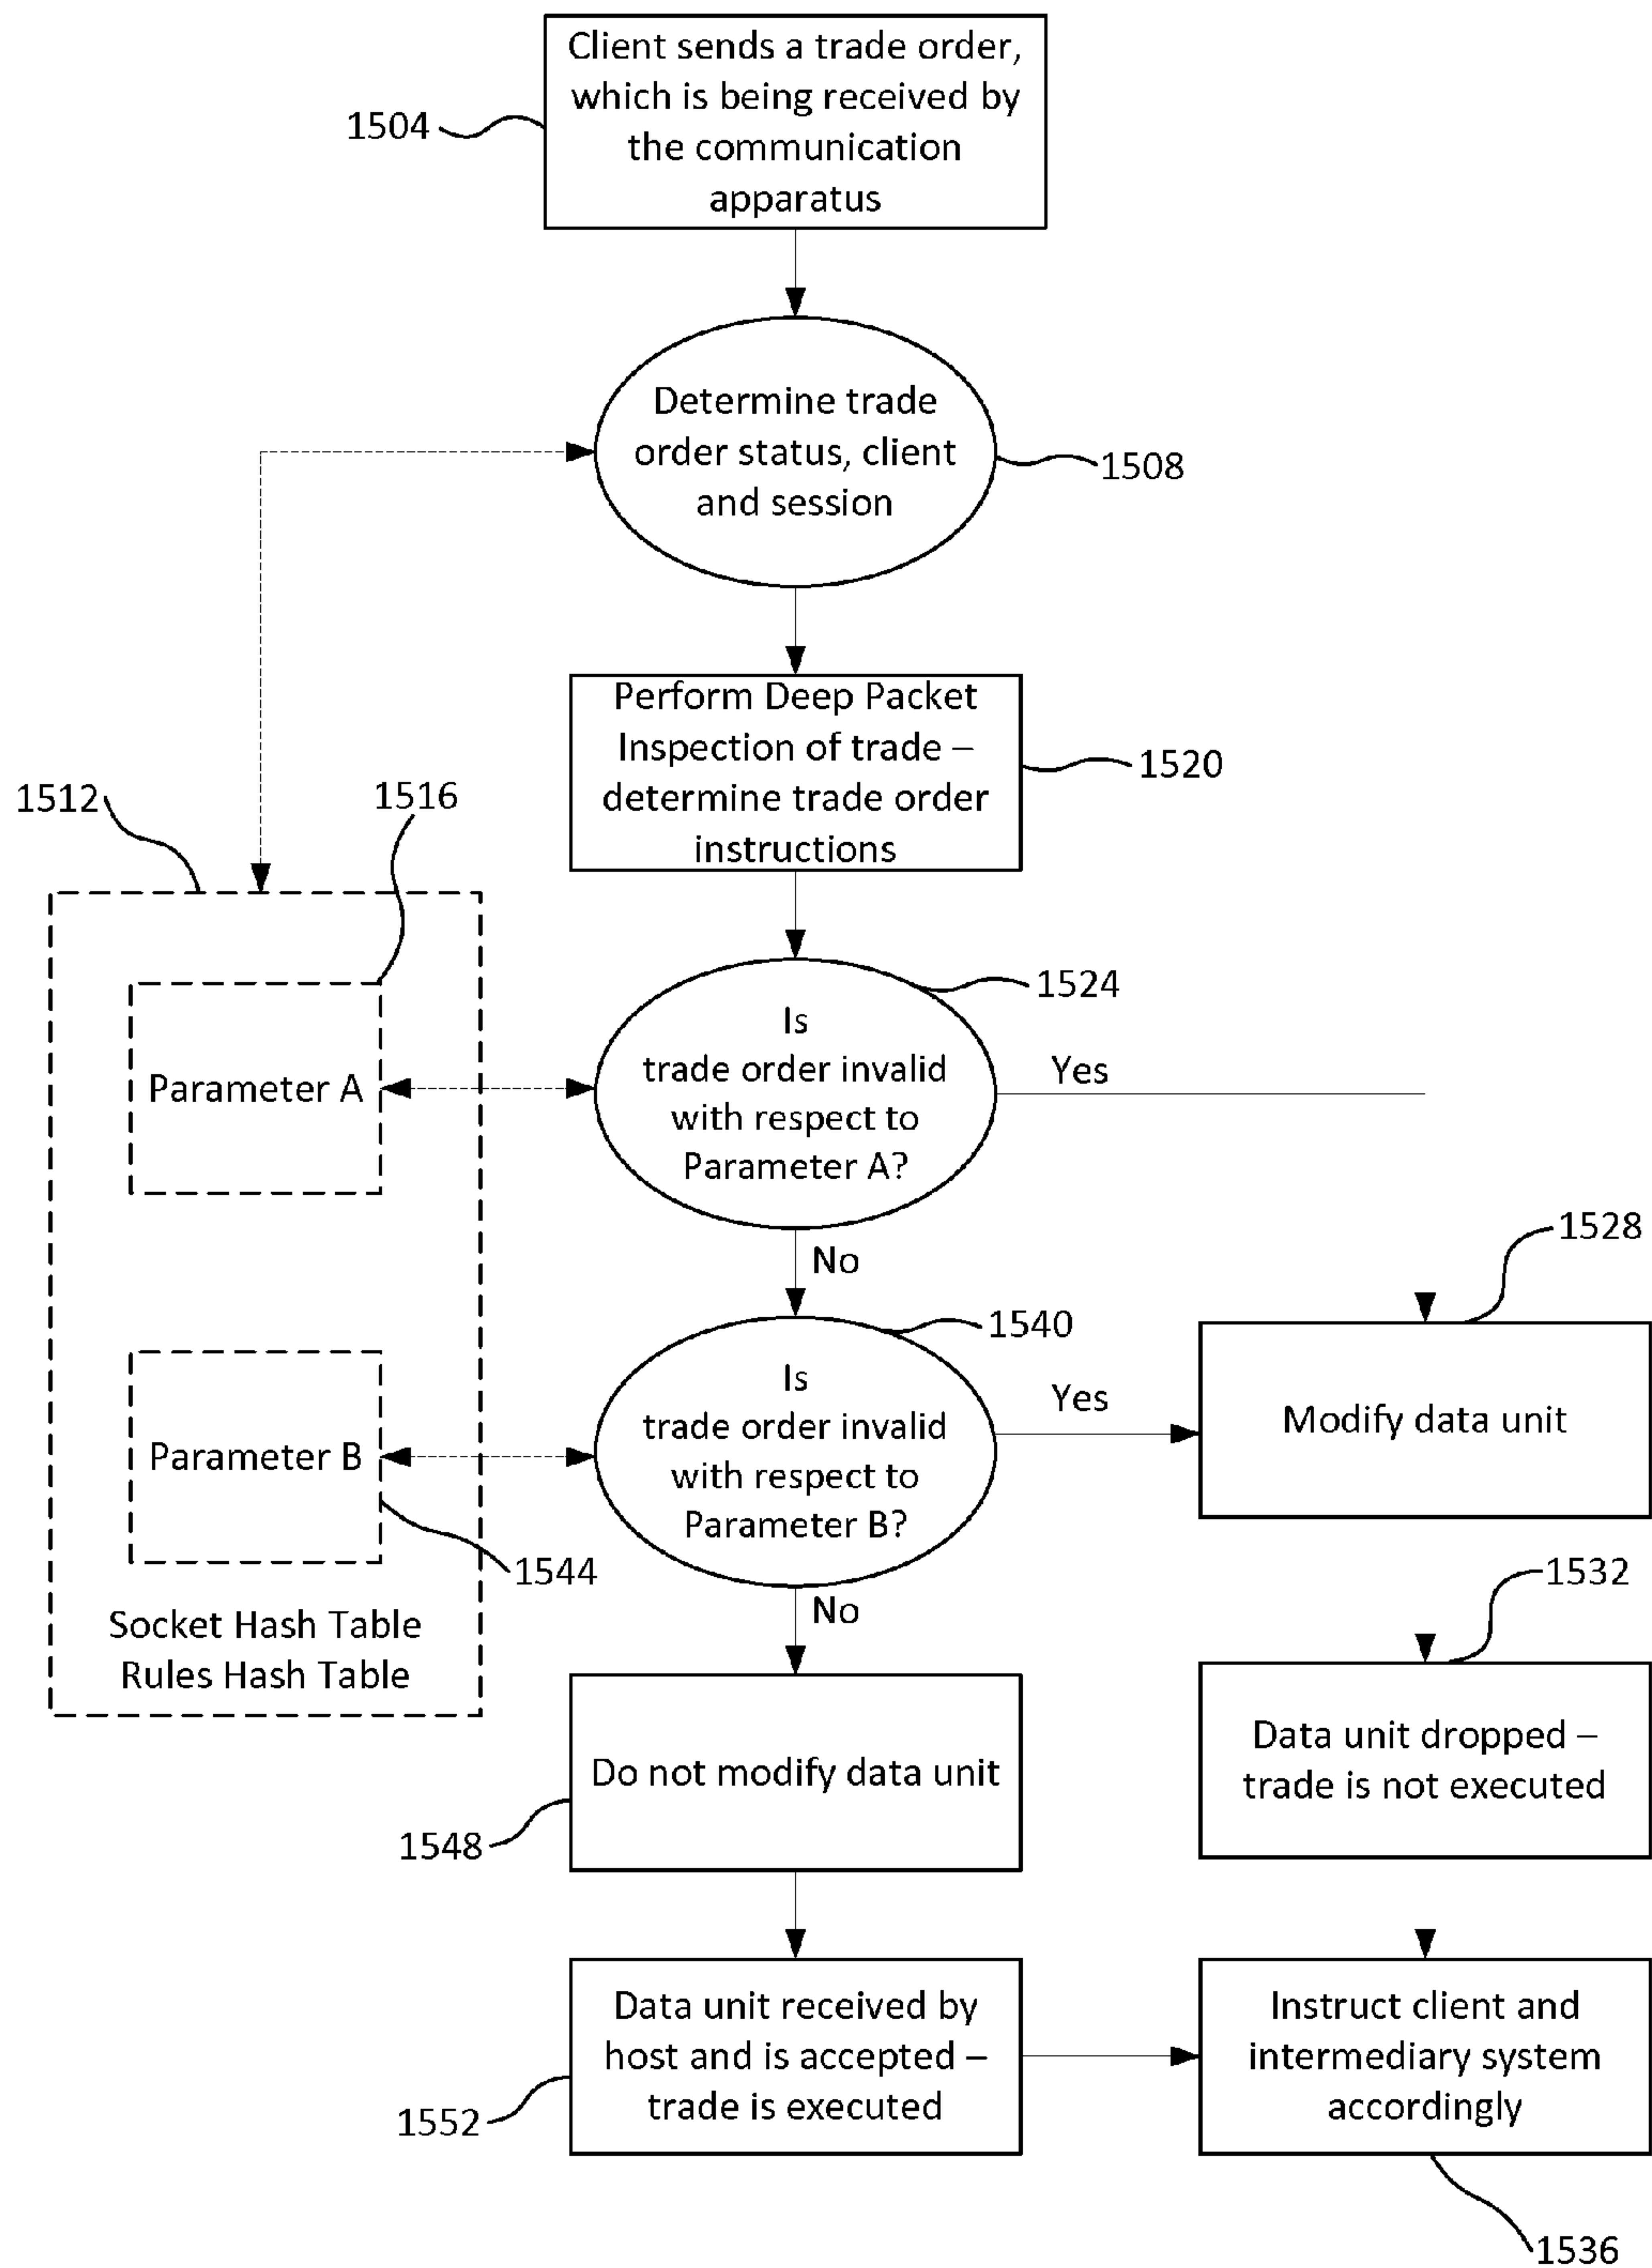 Client sends a trade order,
which is being received by
the communication
apparatus
1504
Determine trade
order status, client
and session
1508
Perform Deep Packet
Inspection of trade –
determine trade order
instructions
1520
1512
1516
Is
trade order invalid
with respect to
Parameter A?
1524
Yes
Parameter A
No
1528
Is
trade order invalid
with respect to
Parameter B?
1540
Yes
Modify data unit
Parameter B
1544
Socket Hash Table
Rules Hash Table
No
1532
Do not modify data unit
1548
Data unit dropped –
trade is not executed
Data unit received by
host and is accepted –
trade is executed
1552
Instruct client and
intermediary system
accordingly
1536